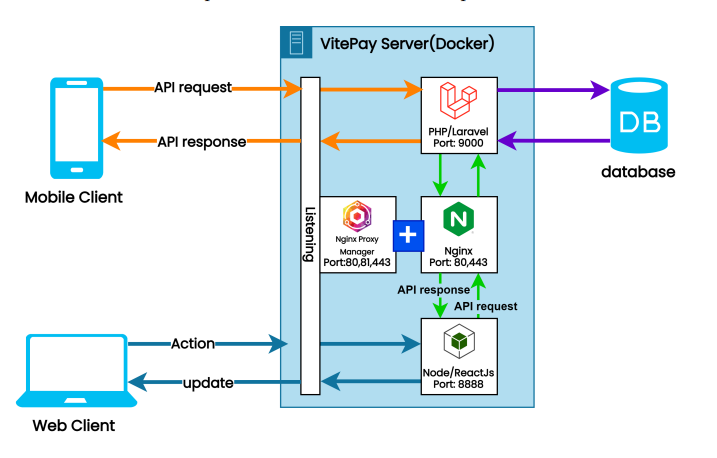 VitePay Server(Docker)
API request
API response
Mobile Client
PHP/Laravel
Port: 9000
DB
database
Listening
Nginx Proxy
Manager
Port:80,81,443
Nginx
Port: 80,443
API response
API request
Action
update
Node/ReactJs
Port: 8888
Web Client